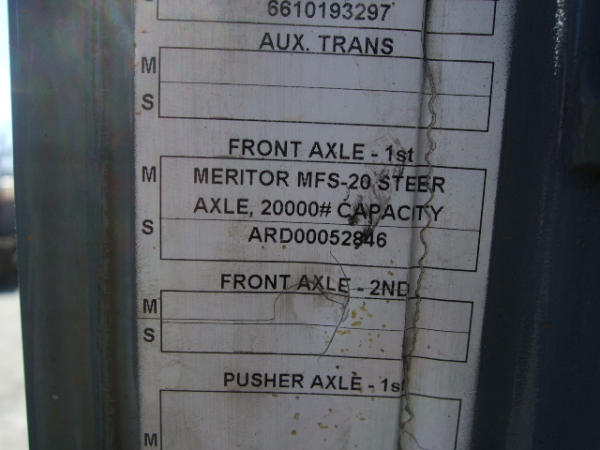 6610193297
AUX. TRANS
M
S
FRONT AXLE - 1st
M MERITOR MFS-20 STEER
AXLE, 20000# CAPACITY
S ARD00052846
FRONT AXLE - 2ND
M
S
PUSHER AXLE - 1st
M